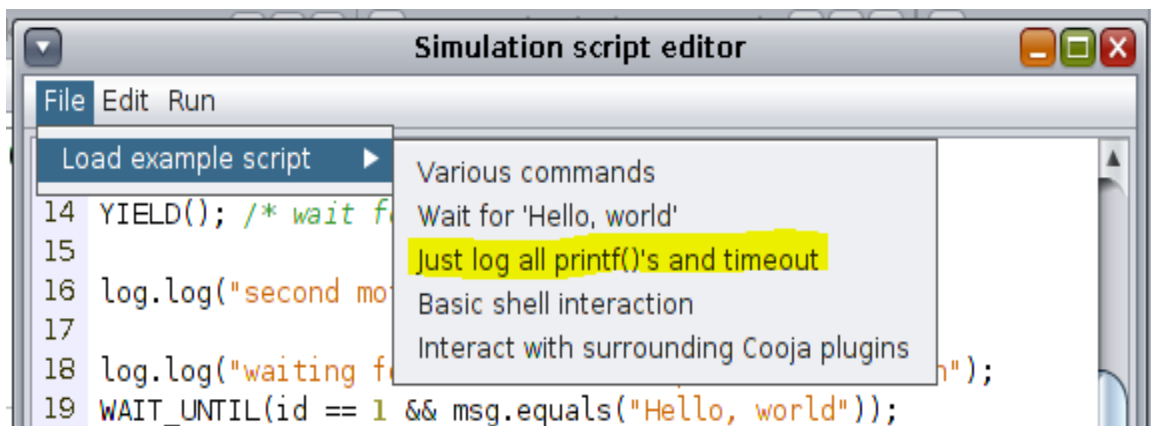 Simulation script editor
File Edit Run
Load example script
Various commands
Wait for 'Hello, world'
Just log all printf()'s and timeout
Basic shell interaction
Interact with surrounding Cooja plugins
14 YIELD(); /* wait
15
16 log.log("second
17
18 log.log("waiting n");
19 WAIT_UNTIL(id == 1 && msg.equals("Hello, world"));